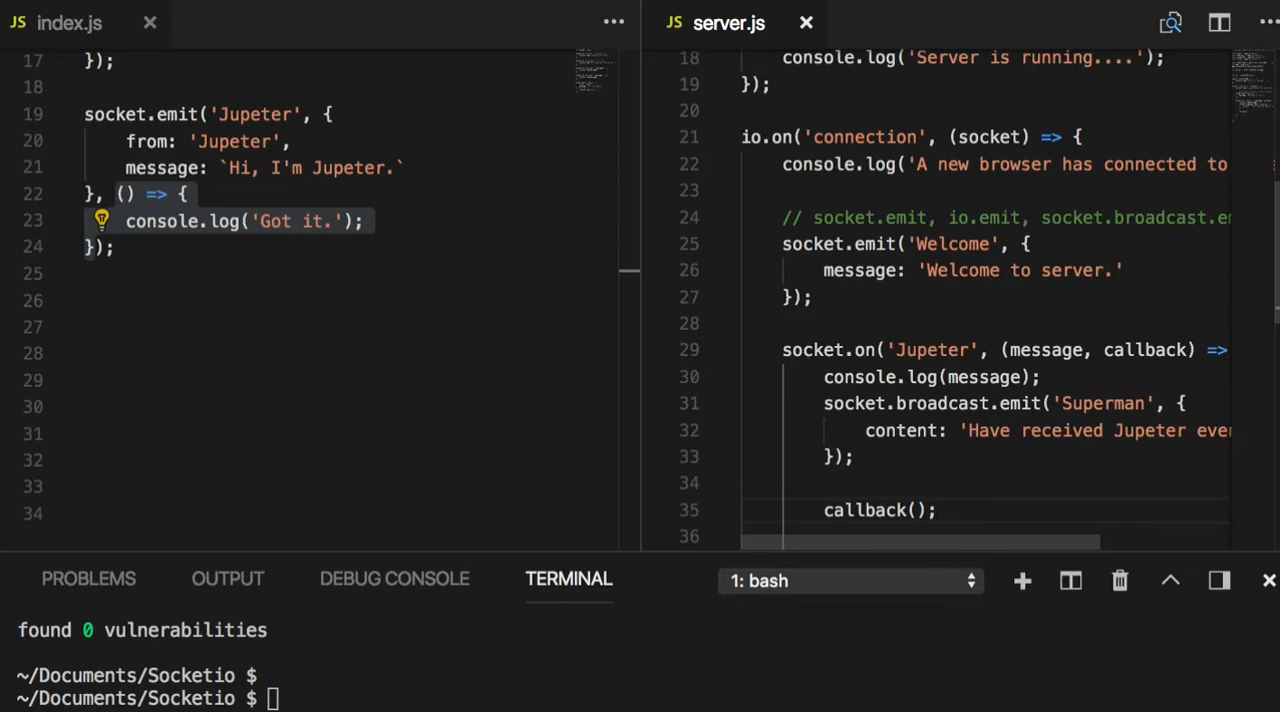 JS index.js
17 });
18
19 socket.emit('Jupeter', {
20 from: 'Jupeter',
21 message: `Hi, I'm Jupeter.`
22 }, () => {
23 console.log('Got it.');
24 });
25
26
27
28
29
30
31
32
33
34
JS server.js
18 console.log('Server is running....');
19 });
20
21 io.on('connection', (socket) => {
22 console.log('A new browser has connected to
23
24 // socket.emit, io.emit, socket.broadcast.em
25 socket.emit('Welcome', {
26 message: 'Welcome to server.'
27 });
28
29 socket.on('Jupeter', (message, callback) =>
30 console.log(message);
31 socket.broadcast.emit('Superman', {
32 content: 'Have received Jupeter ever
33 });
34
35 callback();
36
PROBLEMS OUTPUT DEBUG CONSOLE TERMINAL 1: bash
found 0 vulnerabilities
~/Documents/Socketio $
~/Documents/Socketio $